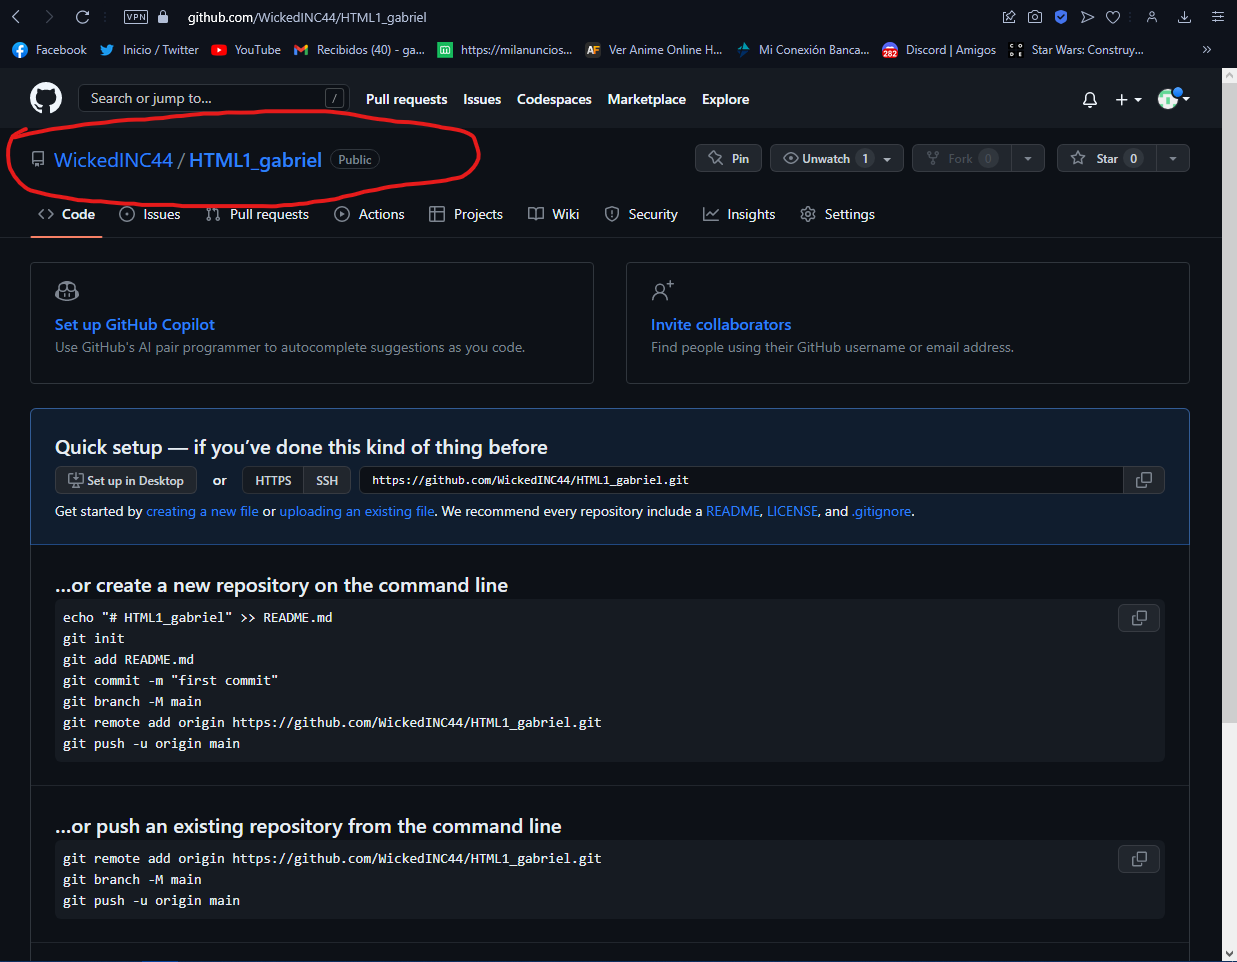 VPN github.com/WickedINC44/HTML1_gabriel
Facebook Inicio / Twitter YouTube Recibidos (40) - ga... https://milanuncios... AF Ver Anime Online H... Mi Conexión Banca... 282 Discord | Amigos Star Wars: Construy... »
Search or jump to... / Pull requests Issues Codespaces Marketplace Explore
WickedINC44 / HTML1_gabriel Public Pin Unwatch 1 Fork 0 Star 0
Code Issues Pull requests Actions Projects Wiki Security Insights Settings
Set up GitHub Copilot
Use GitHub's AI pair programmer to autocomplete suggestions as you code.
Invite collaborators
Find people using their GitHub username or email address.
Quick setup — if you’ve done this kind of thing before
Set up in Desktop or HTTPS SSH https://github.com/WickedINC44/HTML1_gabriel.git
Get started by creating a new file or uploading an existing file. We recommend every repository include a README, LICENSE, and .gitignore.
…or create a new repository on the command line
echo "# HTML1_gabriel" >> README.md
git init
git add README.md
git commit -m "first commit"
git branch -M main
git remote add origin https://github.com/WickedINC44/HTML1_gabriel.git
git push -u origin main
…or push an existing repository from the command line
git remote add origin https://github.com/WickedINC44/HTML1_gabriel.git
git branch -M main
git push -u origin main